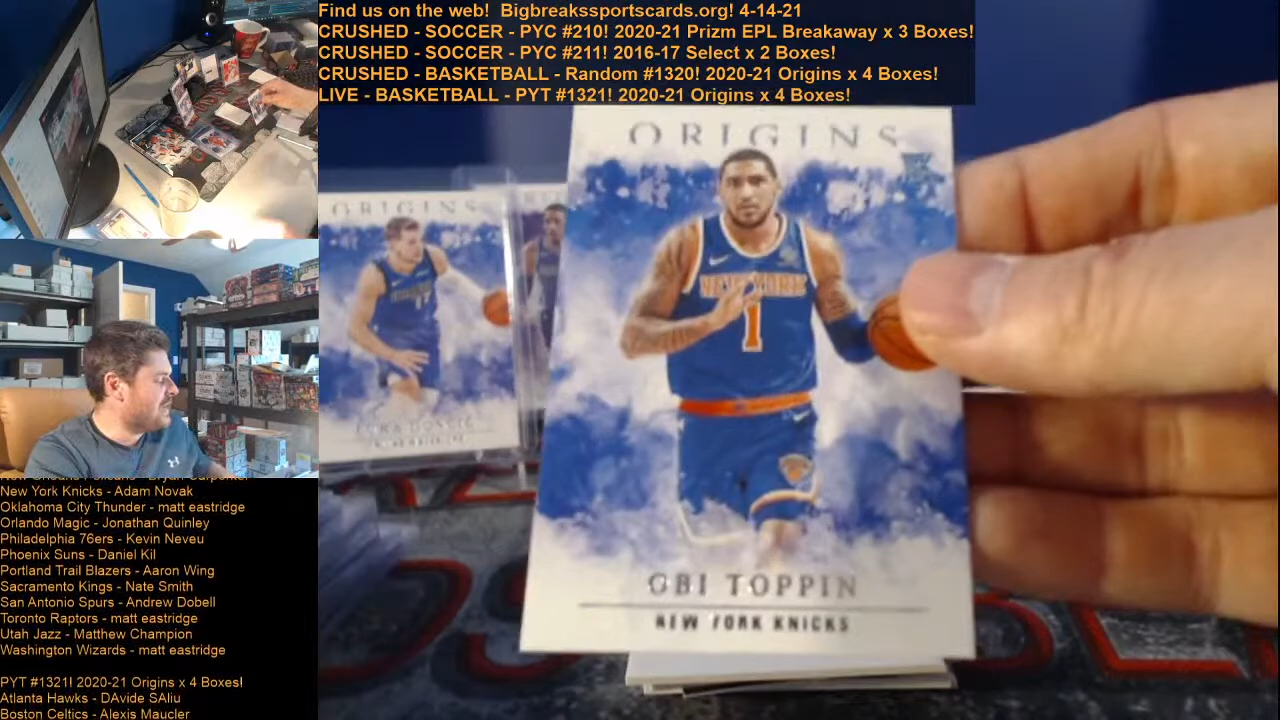 Find us on the web! Bigbreakssportscards.org! 4-14-21
CRUSHED - SOCCER - PYC #210! 2020-21 Prizm EPL Breakaway x 3 Boxes!
CRUSHED - SOCCER - PYC #211! 2016-17 Select x 2 Boxes!
CRUSHED - BASKETBALL - Random #1320! 2020-21 Origins x 4 Boxes!
LIVE - BASKETBALL - PYT #1321! 2020-21 Origins x 4 Boxes!
ORIGINS
ORIGINS
NEW YORK
1
OBI TOPPIN
NEW YORK KNICKS
New York Knicks - Adam Novak
Oklahoma City Thunder - matt eastridge
Orlando Magic - Jonathan Quinley
Philadelphia 76ers - Kevin Neveu
Phoenix Suns - Daniel Kil
Portland Trail Blazers - Aaron Wing
Sacramento Kings - Nate Smith
San Antonio Spurs - Andrew Dobell
Toronto Raptors - matt eastridge
Utah Jazz - Matthew Champion
Washington Wizards - matt eastridge
PYT #1321! 2020-21 Origins x 4 Boxes!
Atlanta Hawks - DAvide SAliu
Boston Celtics - Alexis Maucler